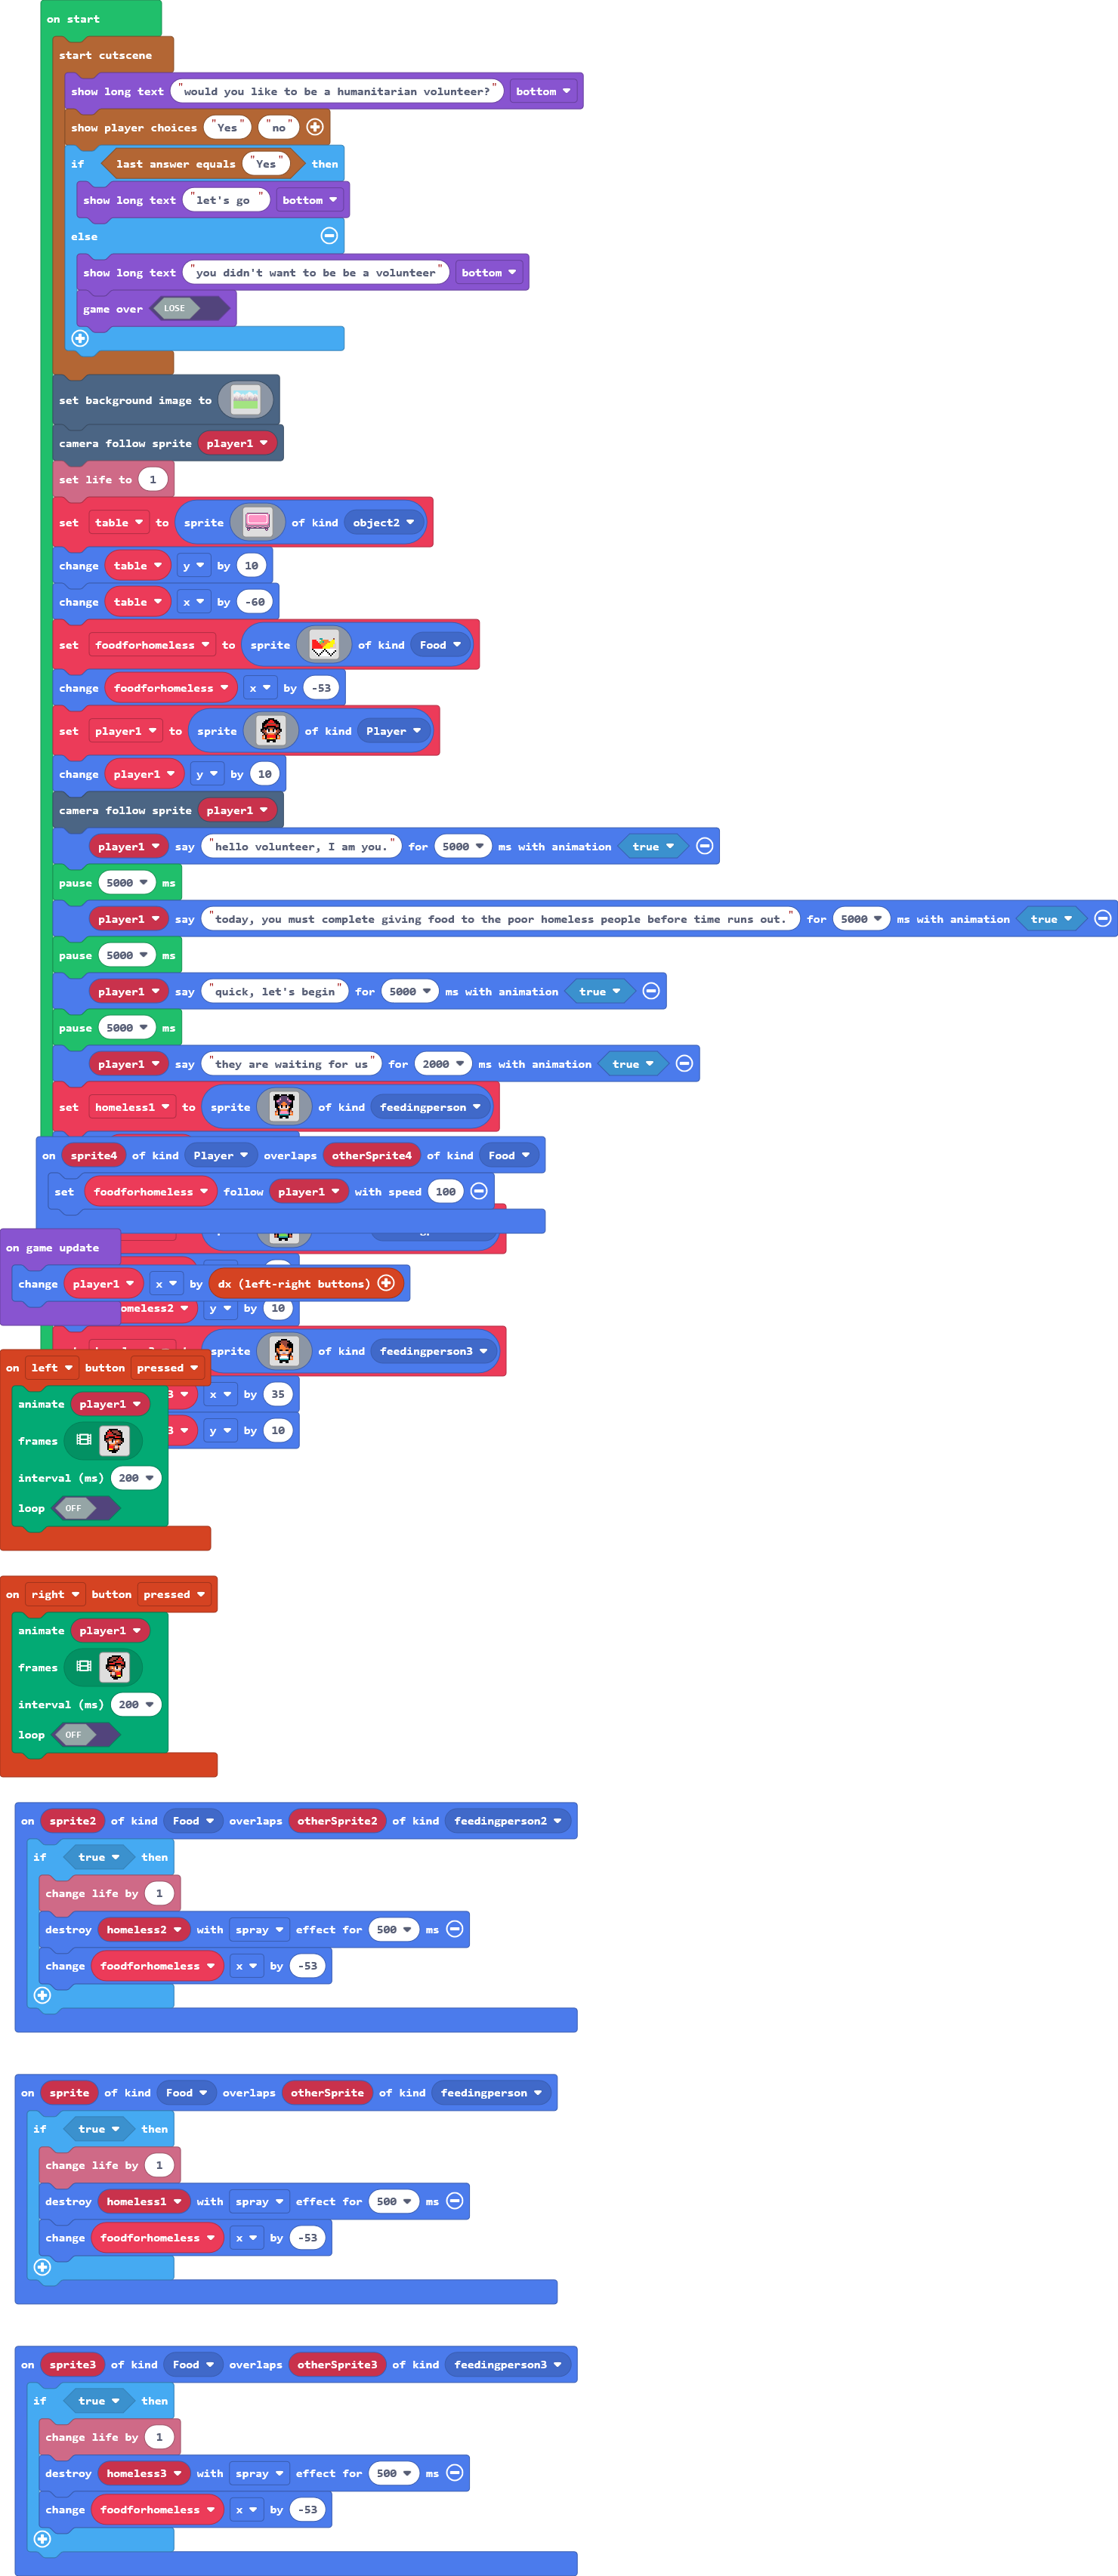 on start
start cutscene
show long text "would you like to be a humanitarian volunteer?" bottom
show player choices "Yes" "no"
if last answer equals "Yes" then
show long text "let's go " bottom
else
show long text "you didn't want to be be a volunteer" bottom
game over LOSE
set background image to
camera follow sprite player1
set life to 1
set table to sprite of kind object2
change table y by 10
change table x by -60
set foodforhomeless to sprite of kind Food
change foodforhomeless x by -53
set player1 to sprite of kind Player
change player1 y by 10
camera follow sprite player1
player1 say "hello volunteer, I am you." for 5000 ms with animation true
pause 5000 ms
player1 say "today, you must complete giving food to the poor homeless people before time runs out." for 5000 ms with animation true
pause 5000 ms
player1 say "quick, let's begin" for 5000 ms with animation true
pause 5000 ms
player1 say "they are waiting for us" for 2000 ms with animation true
set homeless1 to sprite of kind feedingperson
on sprite4 of kind Player overlaps otherSprite4 of kind Food
set foodforhomeless follow player1 with speed 100
on game update
change player1 x by dx (left-right buttons)
y by 10
sprite of kind feedingperson3
on left button pressed
x by 35
animate player1
y by 10
frames
interval (ms) 200
loop OFF
on right button pressed
animate player1
frames
interval (ms) 200
loop OFF
on sprite2 of kind Food overlaps otherSprite2 of kind feedingperson2
if true then
change life by 1
destroy homeless2 with spray effect for 500 ms
change foodforhomeless x by -53
on sprite of kind Food overlaps otherSprite of kind feedingperson
if true then
change life by 1
destroy homeless1 with spray effect for 500 ms
change foodforhomeless x by -53
on sprite3 of kind Food overlaps otherSprite3 of kind feedingperson3
if true then
change life by 1
destroy homeless3 with spray effect for 500 ms
change foodforhomeless x by -53